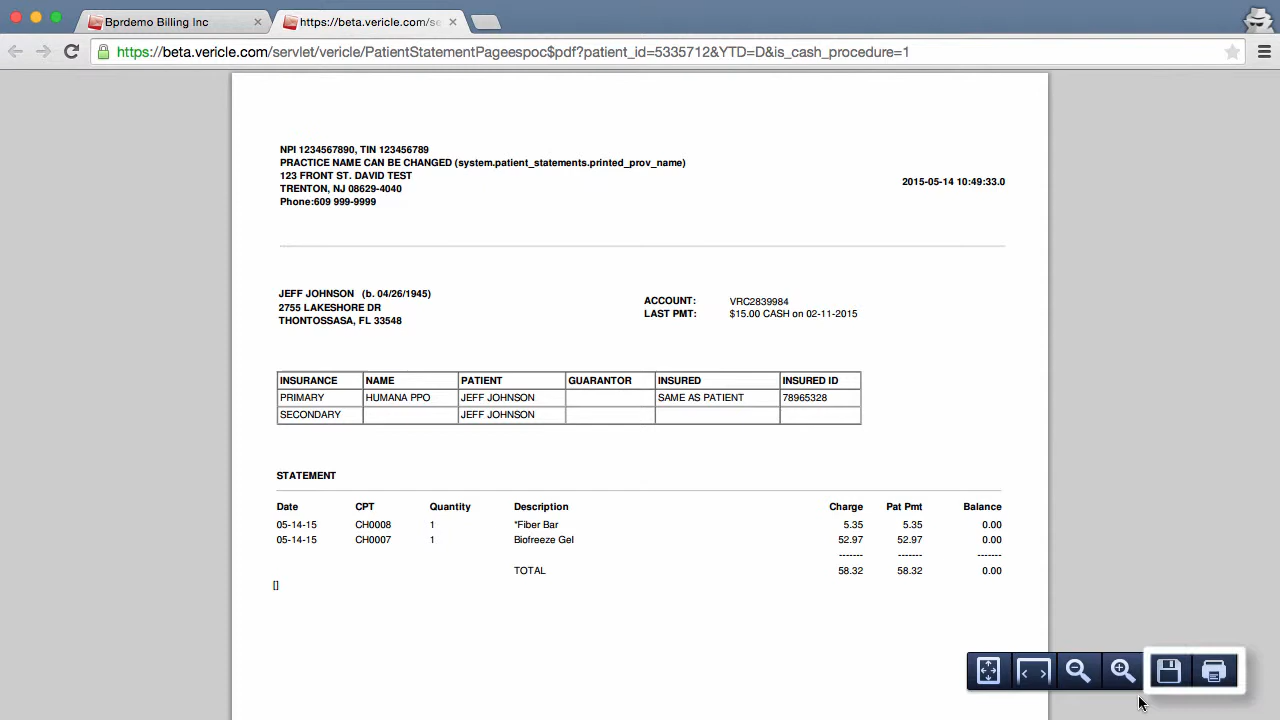 Bprdemo Billing Inc
https://beta.vericle.com/se
https://beta.vericle.com/servlet/vericle/PatientStatementPageespoc$pdf?patient_id=5335712&YTD=D&is_cash_procedure=1
NPI 1234567890, TIN 123456789
PRACTICE NAME CAN BE CHANGED (system.patient_statements.printed_prov_name)
123 FRONT ST. DAVID TEST
2015-05-14 10:49:33.0
TRENTON, NJ 08629-4040
Phone:609 999-9999
JEFF JOHNSON (b. 04/26/1945)
ACCOUNT: VRC2839984
2755 LAKESHORE DR
LAST PMT: $15.00 CASH on 02-11-2015
THONTOSSASA, FL 33548
INSURANCE NAME PATIENT GUARANTOR INSURED INSURED ID
PRIMARY HUMANA PPO JEFF JOHNSON SAME AS PATIENT 78965328
SECONDARY JEFF JOHNSON
STATEMENT
Date CPT Quantity Description Charge Pat Pmt Balance
05-14-15 CH0008 1 *Fiber Bar 5.35 5.35 0.00
05-14-15 CH0007 1 Biofreeze Gel 52.97 52.97 0.00
------- ------- -------
TOTAL 58.32 58.32 0.00
[]